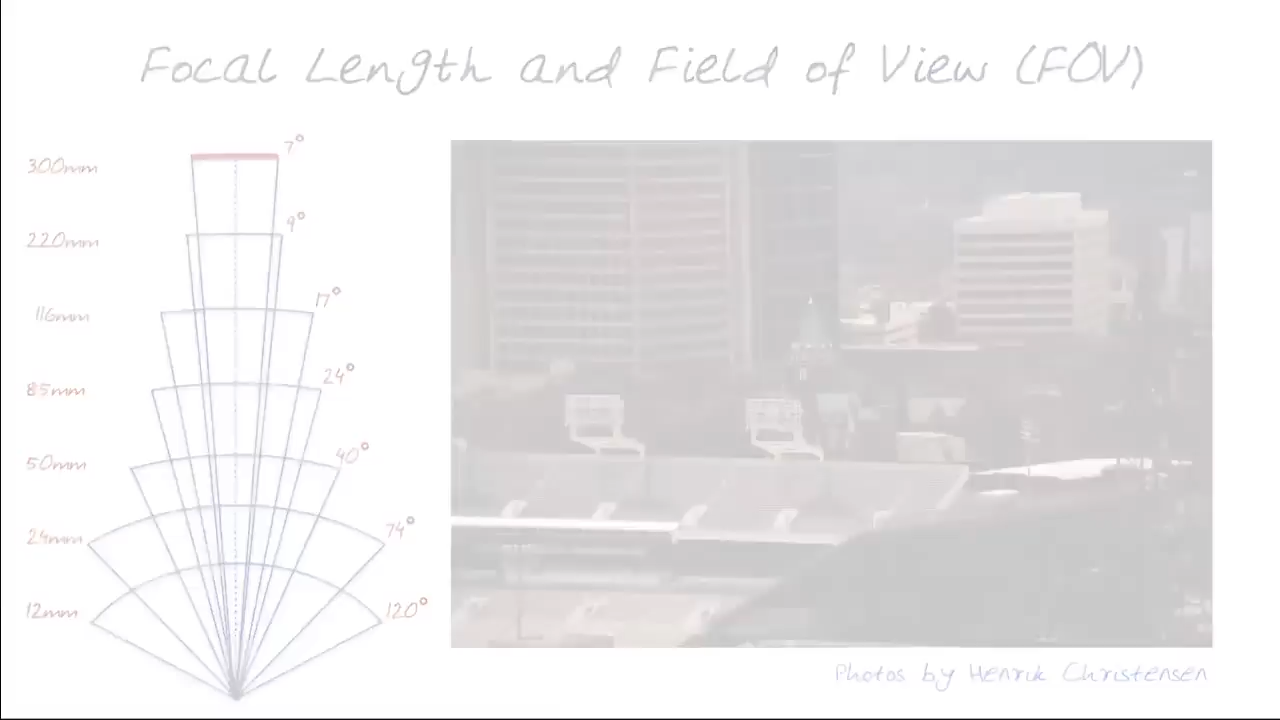 Focal Length and Field of View (FOV)
300mm
7°
220mm
9°
116mm
17°
85mm
24°
50mm
40°
24mm
74°
12mm
120°
Photos by Henrik Christensen